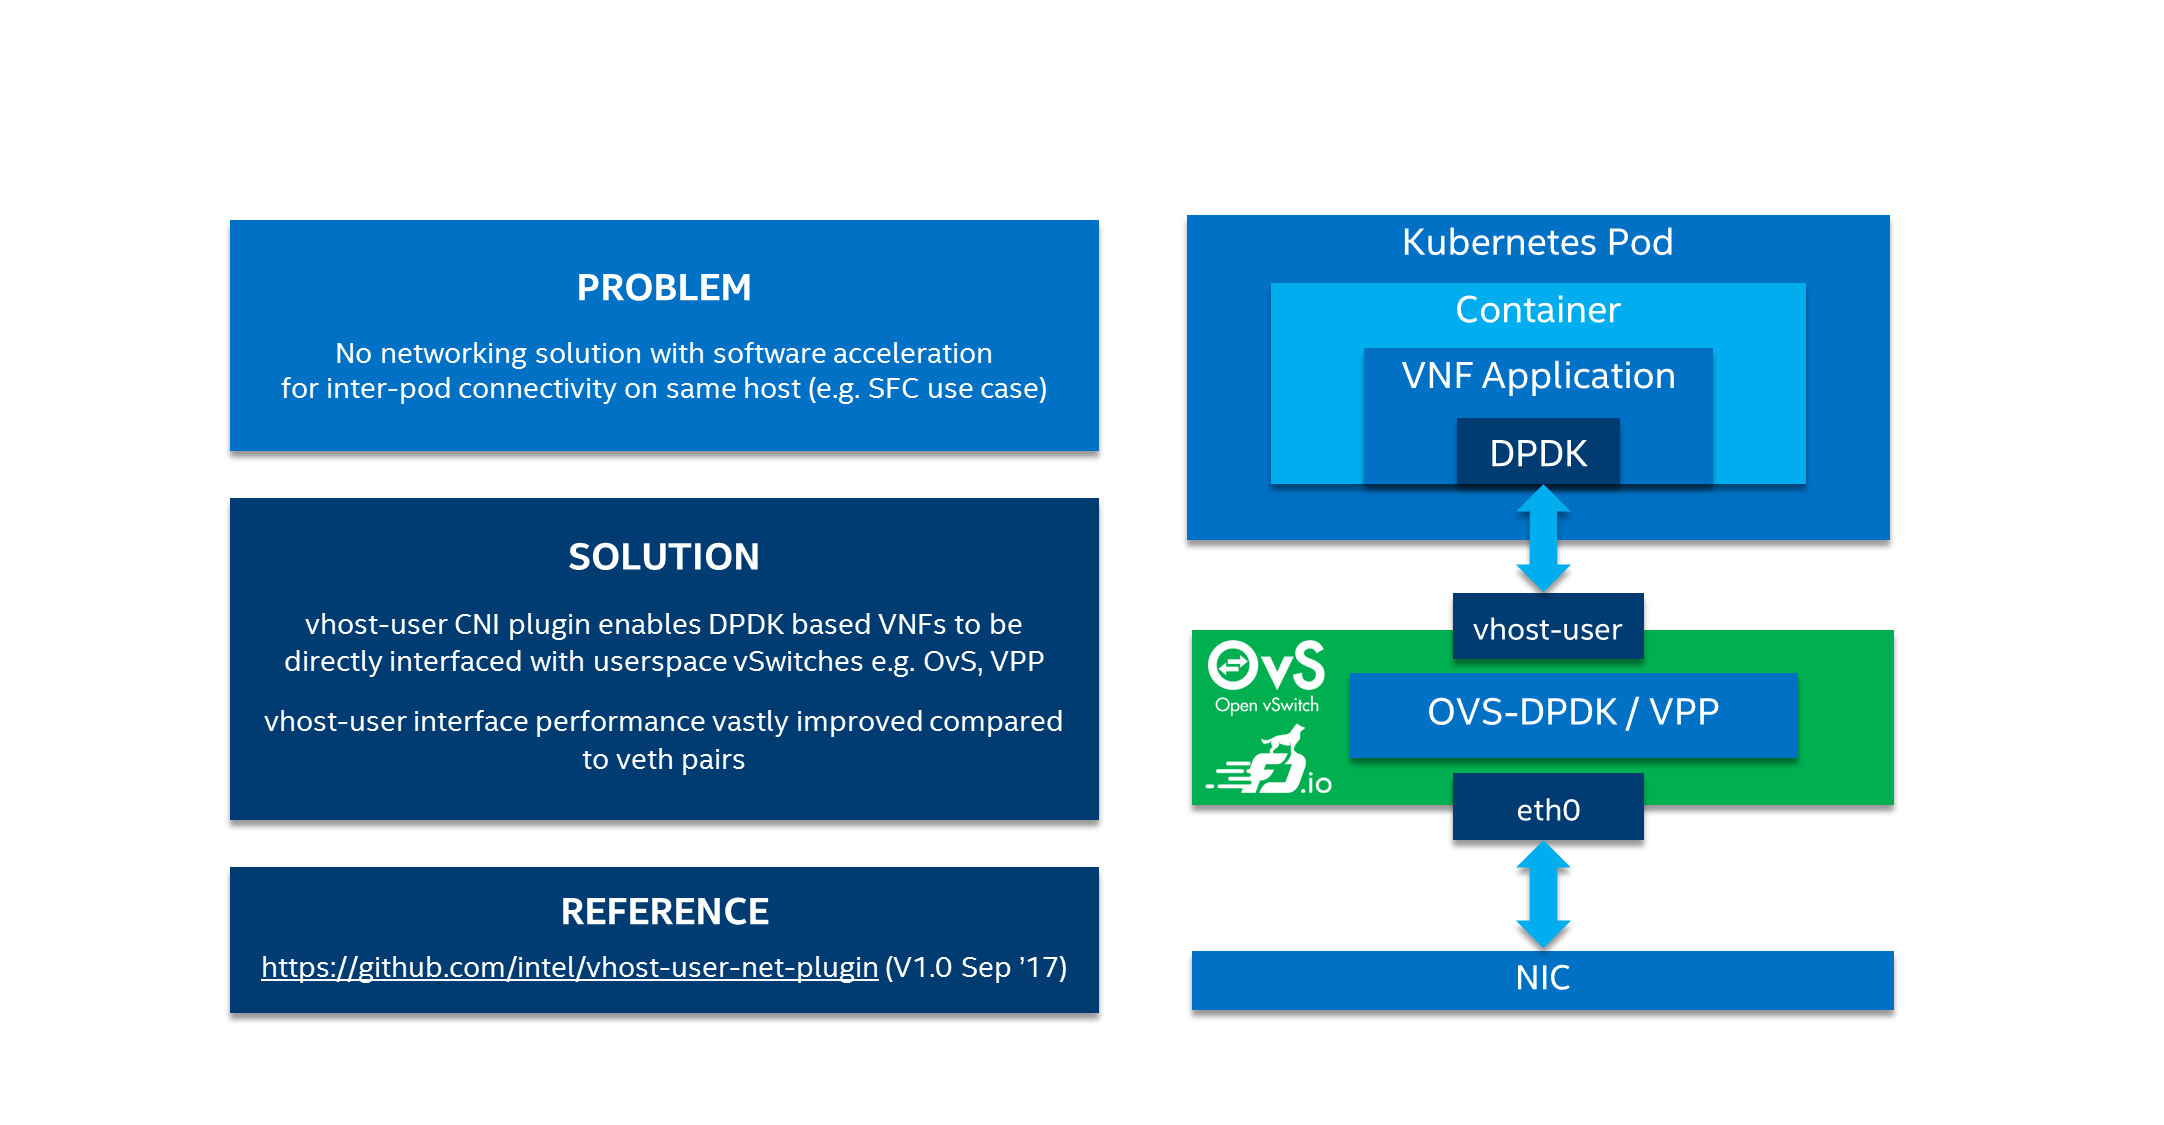 PROBLEM
No networking solution with software acceleration
for inter-pod connectivity on same host (e.g. SFC use case)
SOLUTION
vhost-user CNI plugin enables DPDK based VNFs to be
directly interfaced with userspace vSwitches e.g. OvS, VPP
vhost-user interface performance vastly improved compared
to veth pairs
REFERENCE
https://github.com/intel/vhost-user-net-plugin (V1.0 Sep ’17)
Kubernetes Pod
Container
VNF Application
DPDK
vhost-user
OvS
Open vSwitch
OVS-DPDK / VPP
FD.io
eth0
NIC